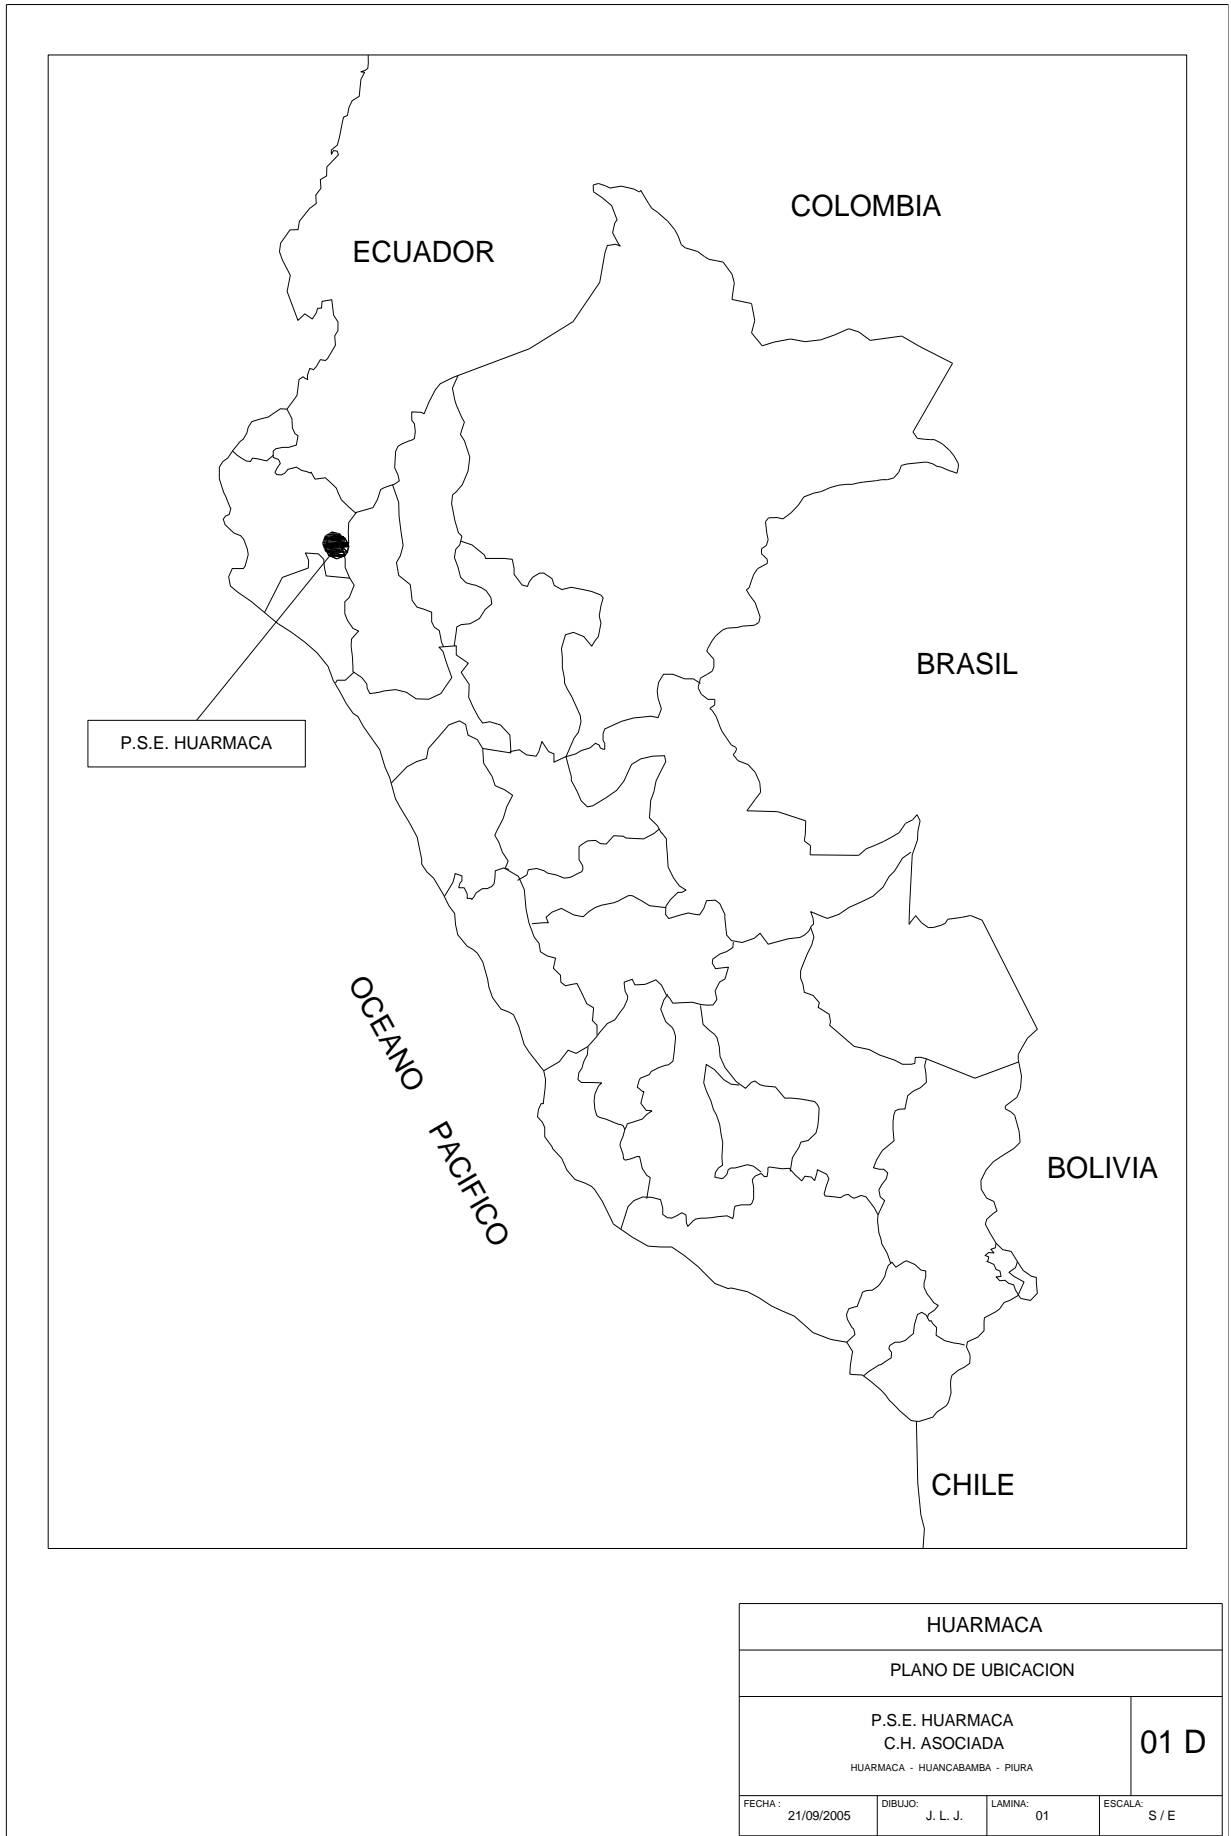 COLOMBIA
ECUADOR
BRASIL
P.S.E. HUARMACA
OCEANO PACIFICO
BOLIVIA
CHILE
HUARMACA
PLANO DE UBICACION
P.S.E. HUARMACA
C.H. ASOCIADA
HUARMACA - HUANCABAMBA - PIURA
01 D
FECHA : 21/09/2005
DIBUJO: J. L. J.
LAMINA: 01
ESCALA: S / E